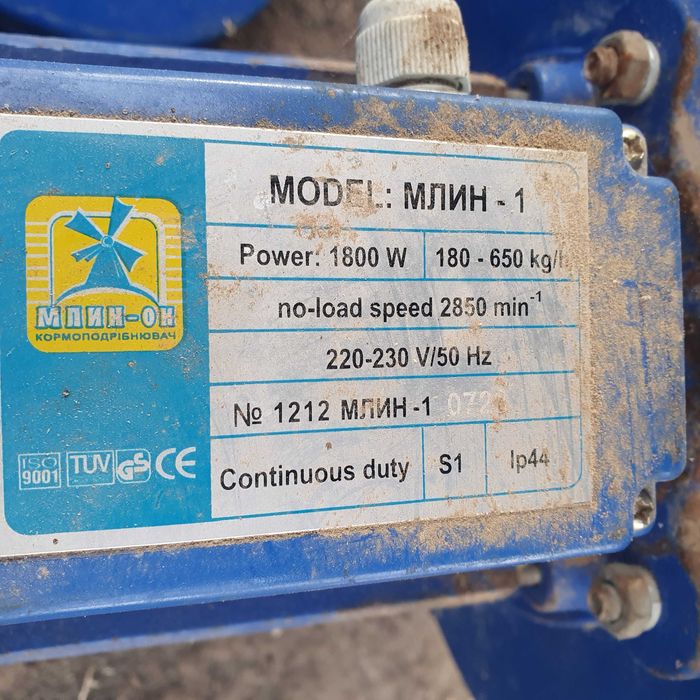 MODEL: МЛИН - 1
Power: 1800 W 180 - 650 kg/h
no-load speed 2850 min-1
220-230 V/50 Hz
№ 1212 МЛИН -1
Continuous duty S1 Ip44
МЛИН-ОК
КОРМОПОДРІБНЮВАЧ
ISO 9001 TUV GS CE